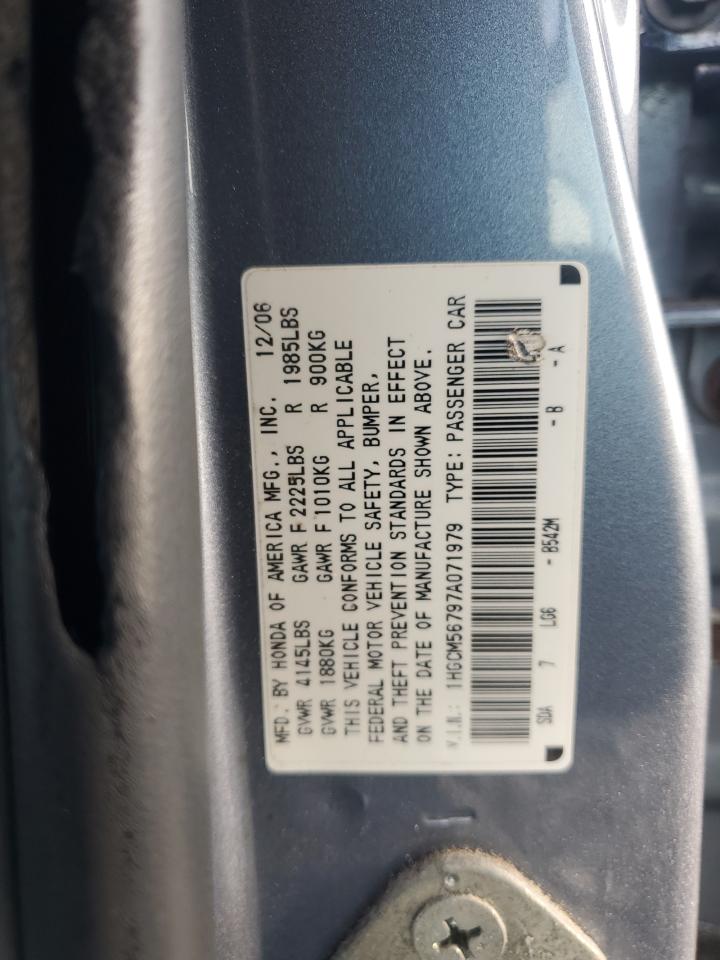 MFD. BY HONDA OF AMERICA MFG., INC. 12/06
GVWR 4145LBS GAWR F 2225LBS R 1985LBS
GVWR 1880KG GAWR F 1010KG R 900KG
THIS VEHICLE CONFORMS TO ALL APPLICABLE
FEDERAL MOTOR VEHICLE SAFETY, BUMPER,
AND THEFT PREVENTION STANDARDS IN EFFECT
ON THE DATE OF MANUFACTURE SHOWN ABOVE.
V.I.N.: 1HGCM56797A071979 TYPE: PASSENGER CAR
SDA 7 LG6 - B542M - B - A